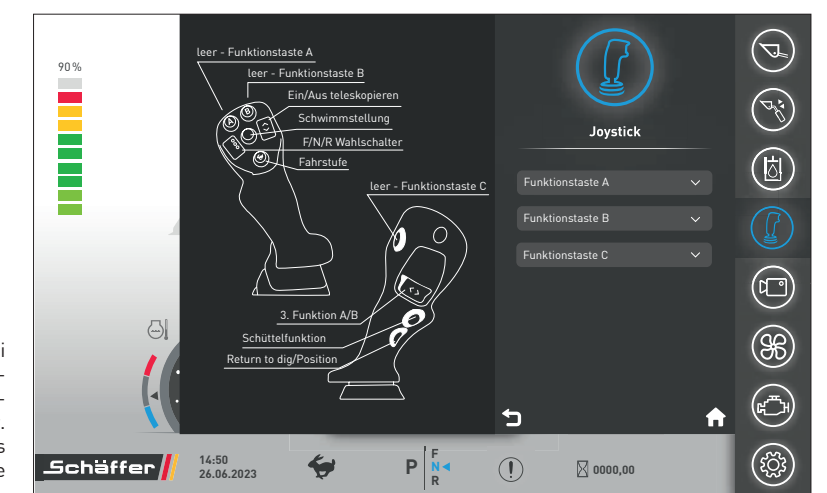 90%
leer - Funktionstaste A
leer - Funktionstaste B
Ein/Aus teleskopieren
Schwimmstellung
F/N/R Wahlschalter
Fahrstufe
A
B
leer - Funktionstaste C
3. Funktion A/B
Schüttelfunktion
Return to dig/Position
Joystick
Funktionstaste A
Funktionstaste B
Funktionstaste C
i
-
-
.
s
e
Schäffer
14:50
26.06.2023
P
F
N
R
0000,00